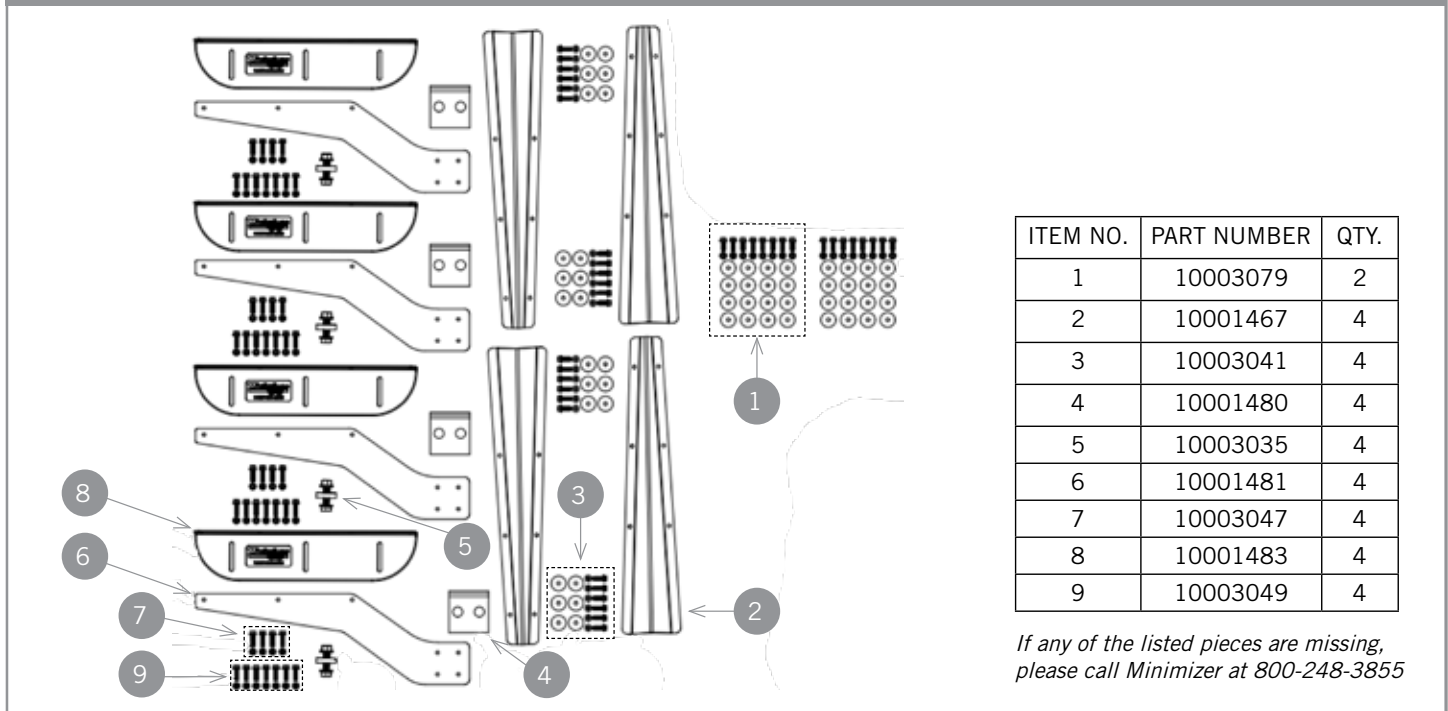 1
2
3
4
5
6
7
8
9
ITEM NO. PART NUMBER QTY.
1 10003079 2
2 10001467 4
3 10003041 4
4 10001480 4
5 10003035 4
6 10001481 4
7 10003047 4
8 10001483 4
9 10003049 4
If any of the listed pieces are missing,
please call Minimizer at 800-248-3855